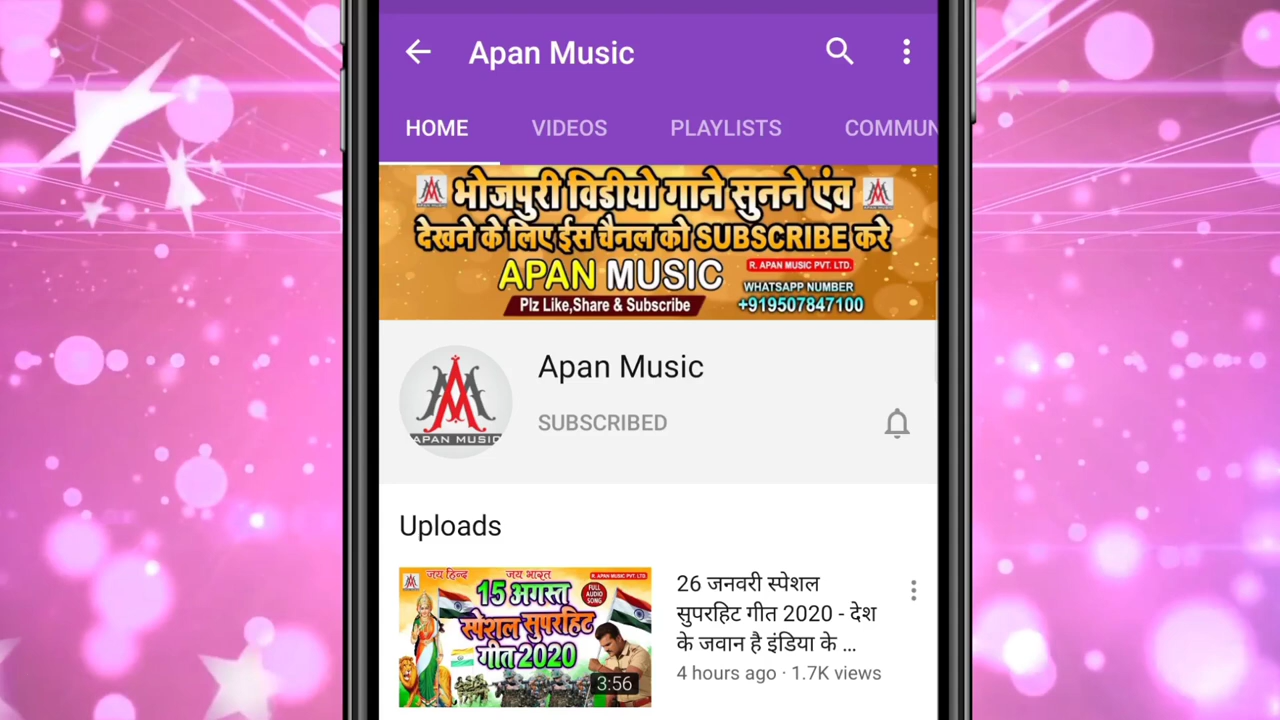 Apan Music
HOME VIDEOS PLAYLISTS COMMUN
भोजपुरी विडीयो गाने सुनने एंव
देखने के लिए ईस चैनल को SUBSCRIBE करे
APAN MUSIC
R. APAN MUSIC PVT. LTD.
WHATSAPP NUMBER
+919507847100
Plz Like,Share & Subscribe
Apan Music
SUBSCRIBED
APAN MUSIC
Uploads
जय हिन्द जय भारत
R. APAN MUSIC PVT. LTD
15 अगस्त
FULL
AUDIO
SONG
स्पेशल सुपरहिट
गीत 2020
3:56
26 जनवरी स्पेशल
सुपरहिट गीत 2020 - देश
के जवान है इंडिया के ...
4 hours ago · 1.7K views